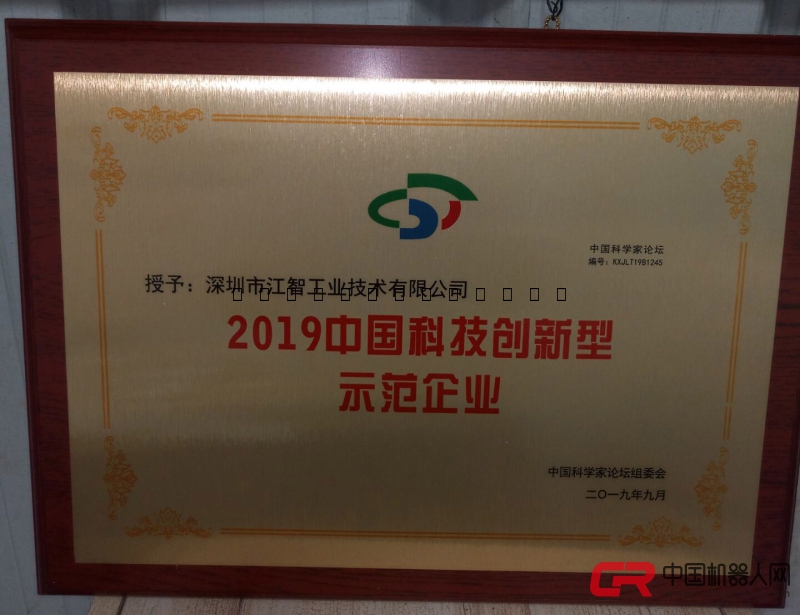 中国科学家论坛
编号：KXJLT19B1245
授予：深圳市江智工业技术有限公司
2019中国科技创新型
示范企业
中国科学家论坛组委会
二〇一九年九月
CR 中国机器人网